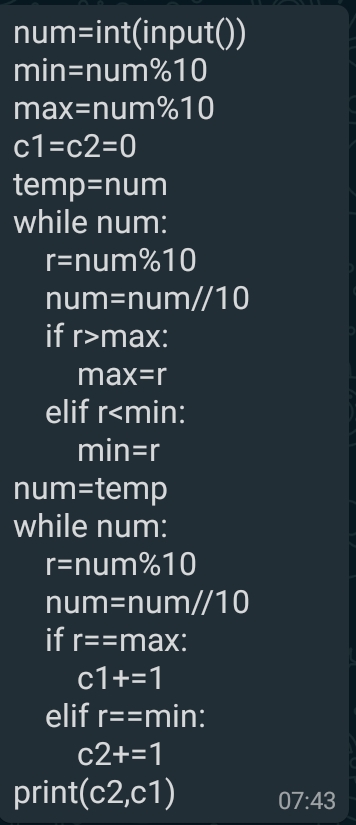 num=int(input())
min=num%10
max=num%10
c1=c2=0
temp=num
while num:
    r=num%10
    num=num//10
    if r>max:
        max=r
    elif r<min:
        min=r
num=temp
while num:
    r=num%10
    num=num//10
    if r==max:
        c1+=1
    elif r==min:
        c2+=1
print(c2,c1)
07:43